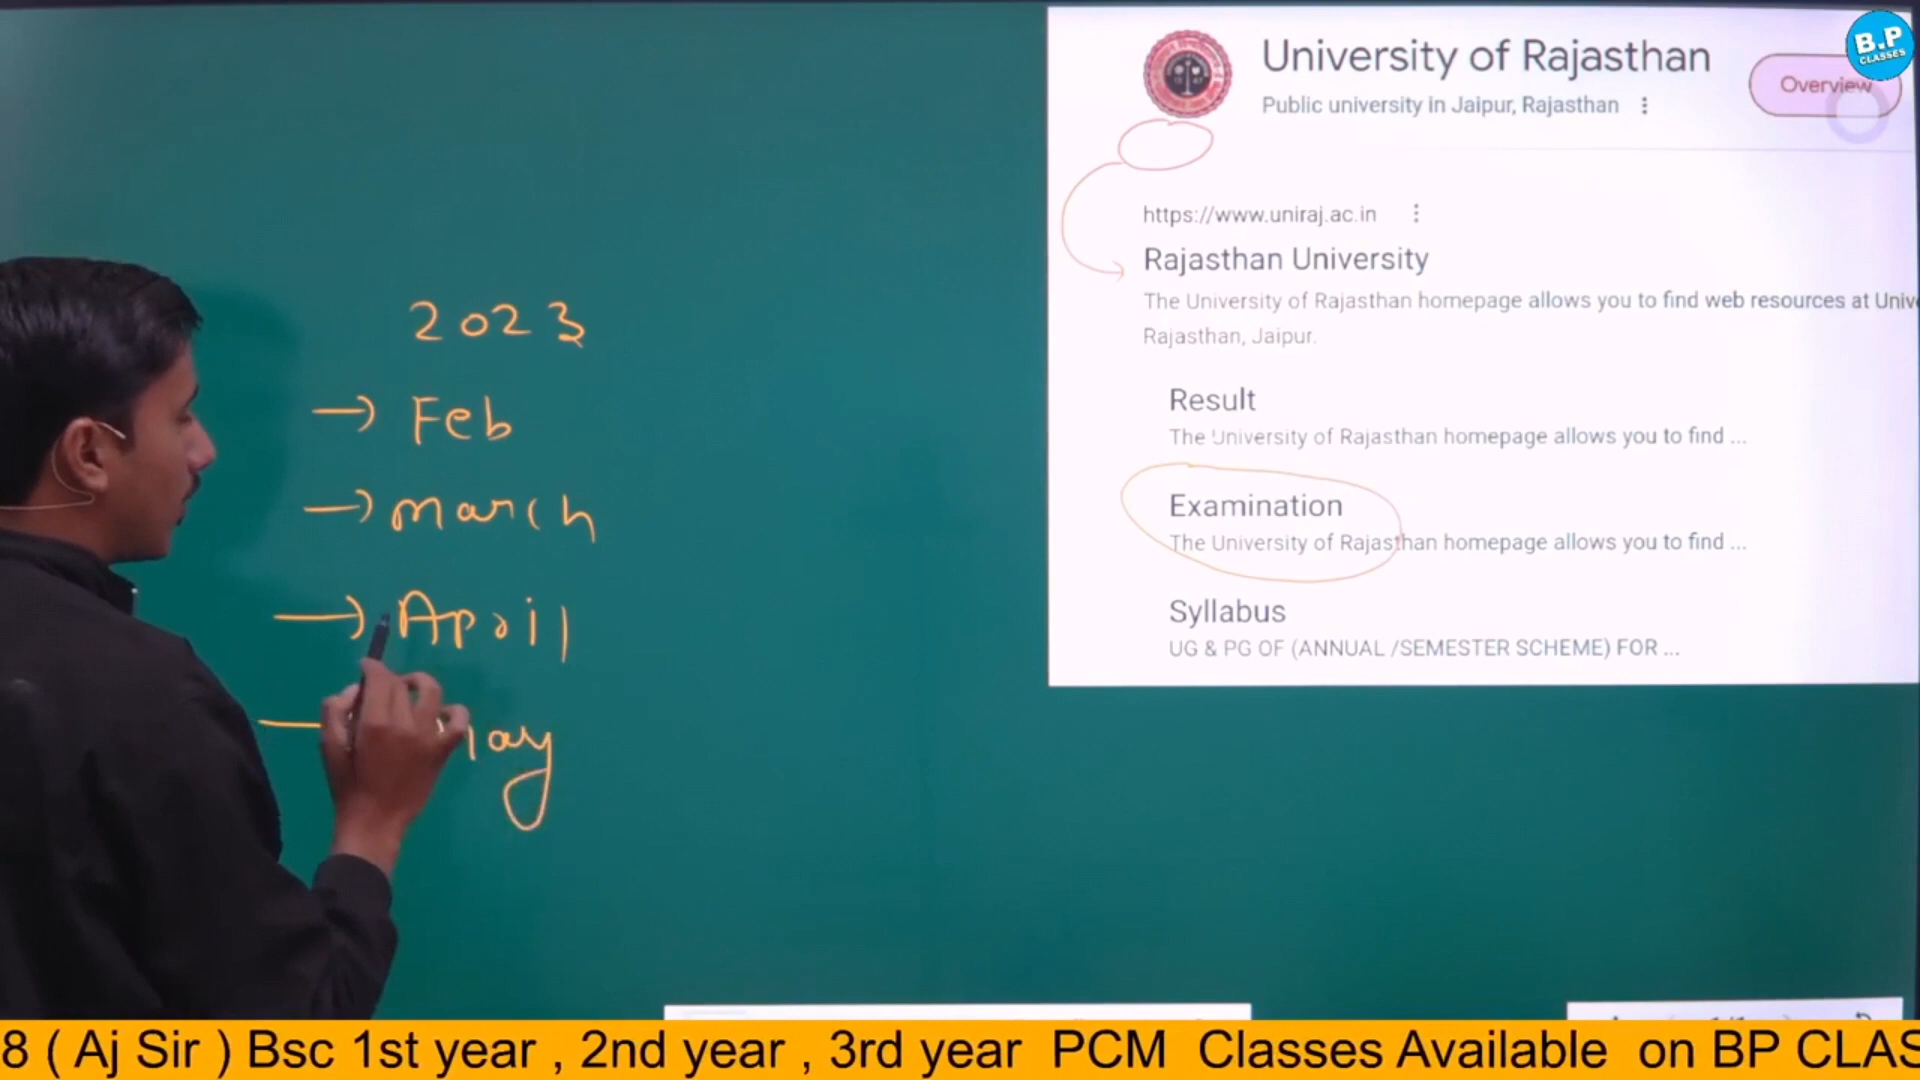 2023
→ Feb
→ March
→ April
May
B.P
CLASSES
University of Rajasthan
Public university in Jaipur, Rajasthan
Overview
https://www.uniraj.ac.in
Rajasthan University
The University of Rajasthan homepage allows you to find web resources at Univ
Rajasthan, Jaipur.
Result
The University of Rajasthan homepage allows you to find ...
Examination
The University of Rajasthan homepage allows you to find ...
Syllabus
UG & PG OF (ANNUAL /SEMESTER SCHEME) FOR ...
8 ( Aj Sir ) Bsc 1st year , 2nd year , 3rd year PCM Classes Available on BP CLAS